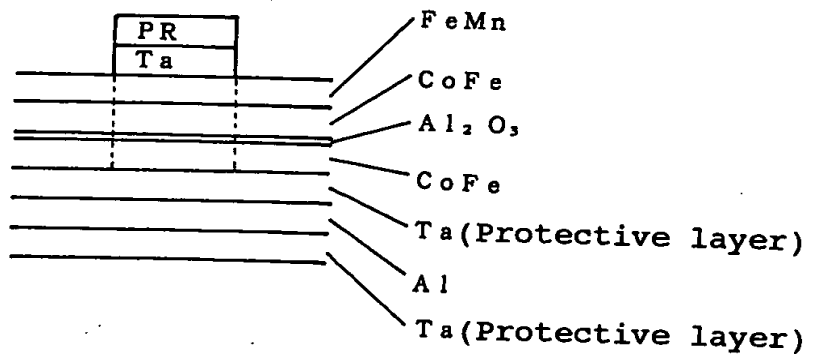 PR
Ta
FeMn
CoFe
Al₂O₃
CoFe
Ta(Protective layer)
Al
Ta(Protective layer)